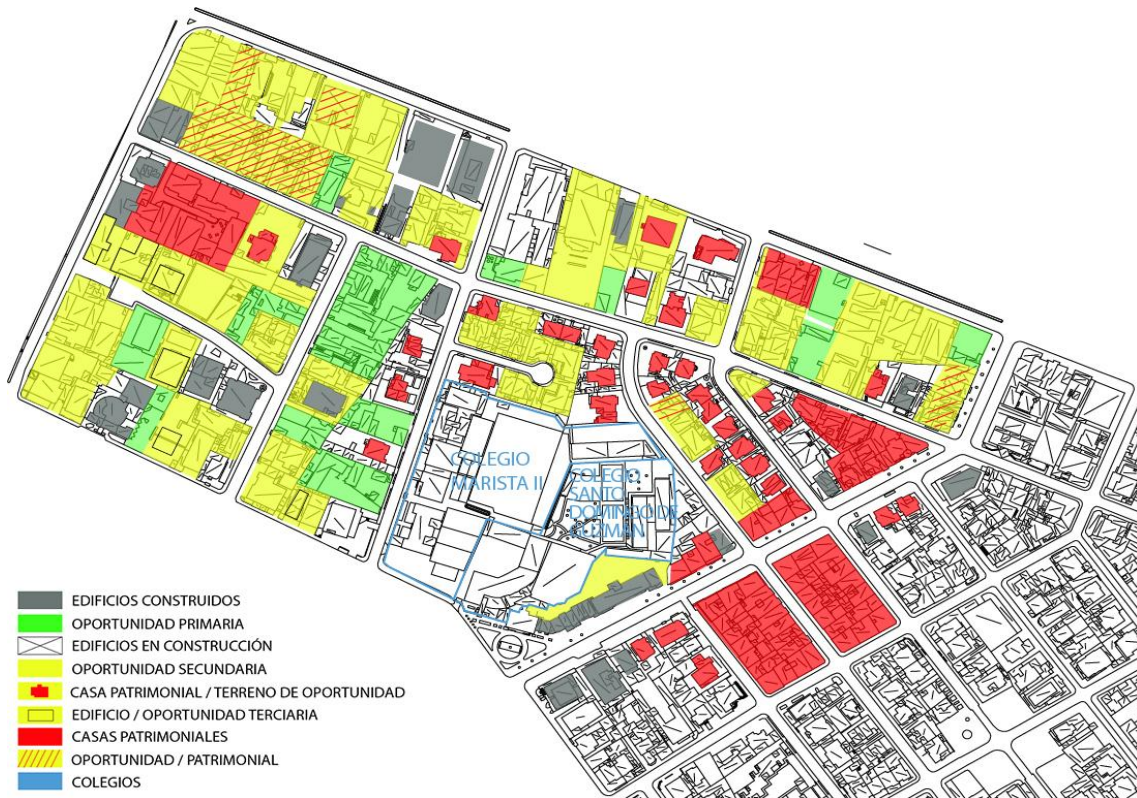 COLEGIO
MARISTA II
COLEGIO
SANTO
DOMINGO DE
GUZMAN
EDIFICIOS CONSTRUIDOS
OPORTUNIDAD PRIMARIA
EDIFICIOS EN CONSTRUCCIÓN
OPORTUNIDAD SECUNDARIA
CASA PATRIMONIAL / TERRENO DE OPORTUNIDAD
EDIFICIO / OPORTUNIDAD TERCIARIA
CASAS PATRIMONIALES
OPORTUNIDAD / PATRIMONIAL
COLEGIOS